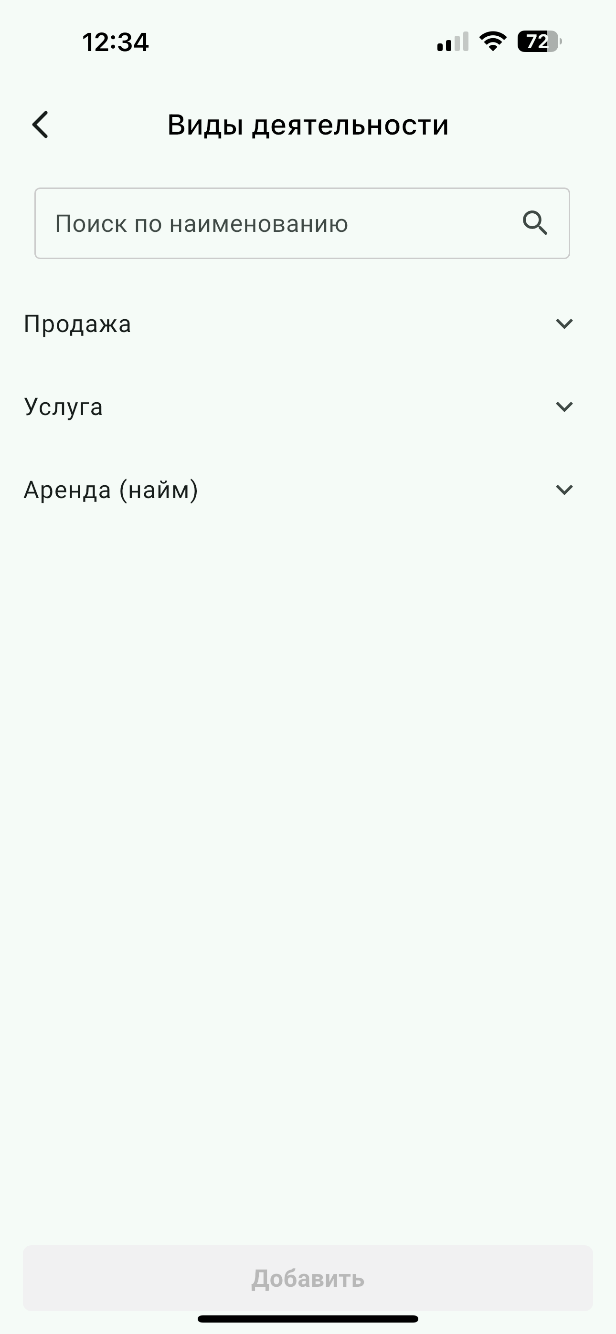 12:34
72
Виды деятельности
Поиск по наименованию
Продажа
Услуга
Аренда (найм)
Добавить